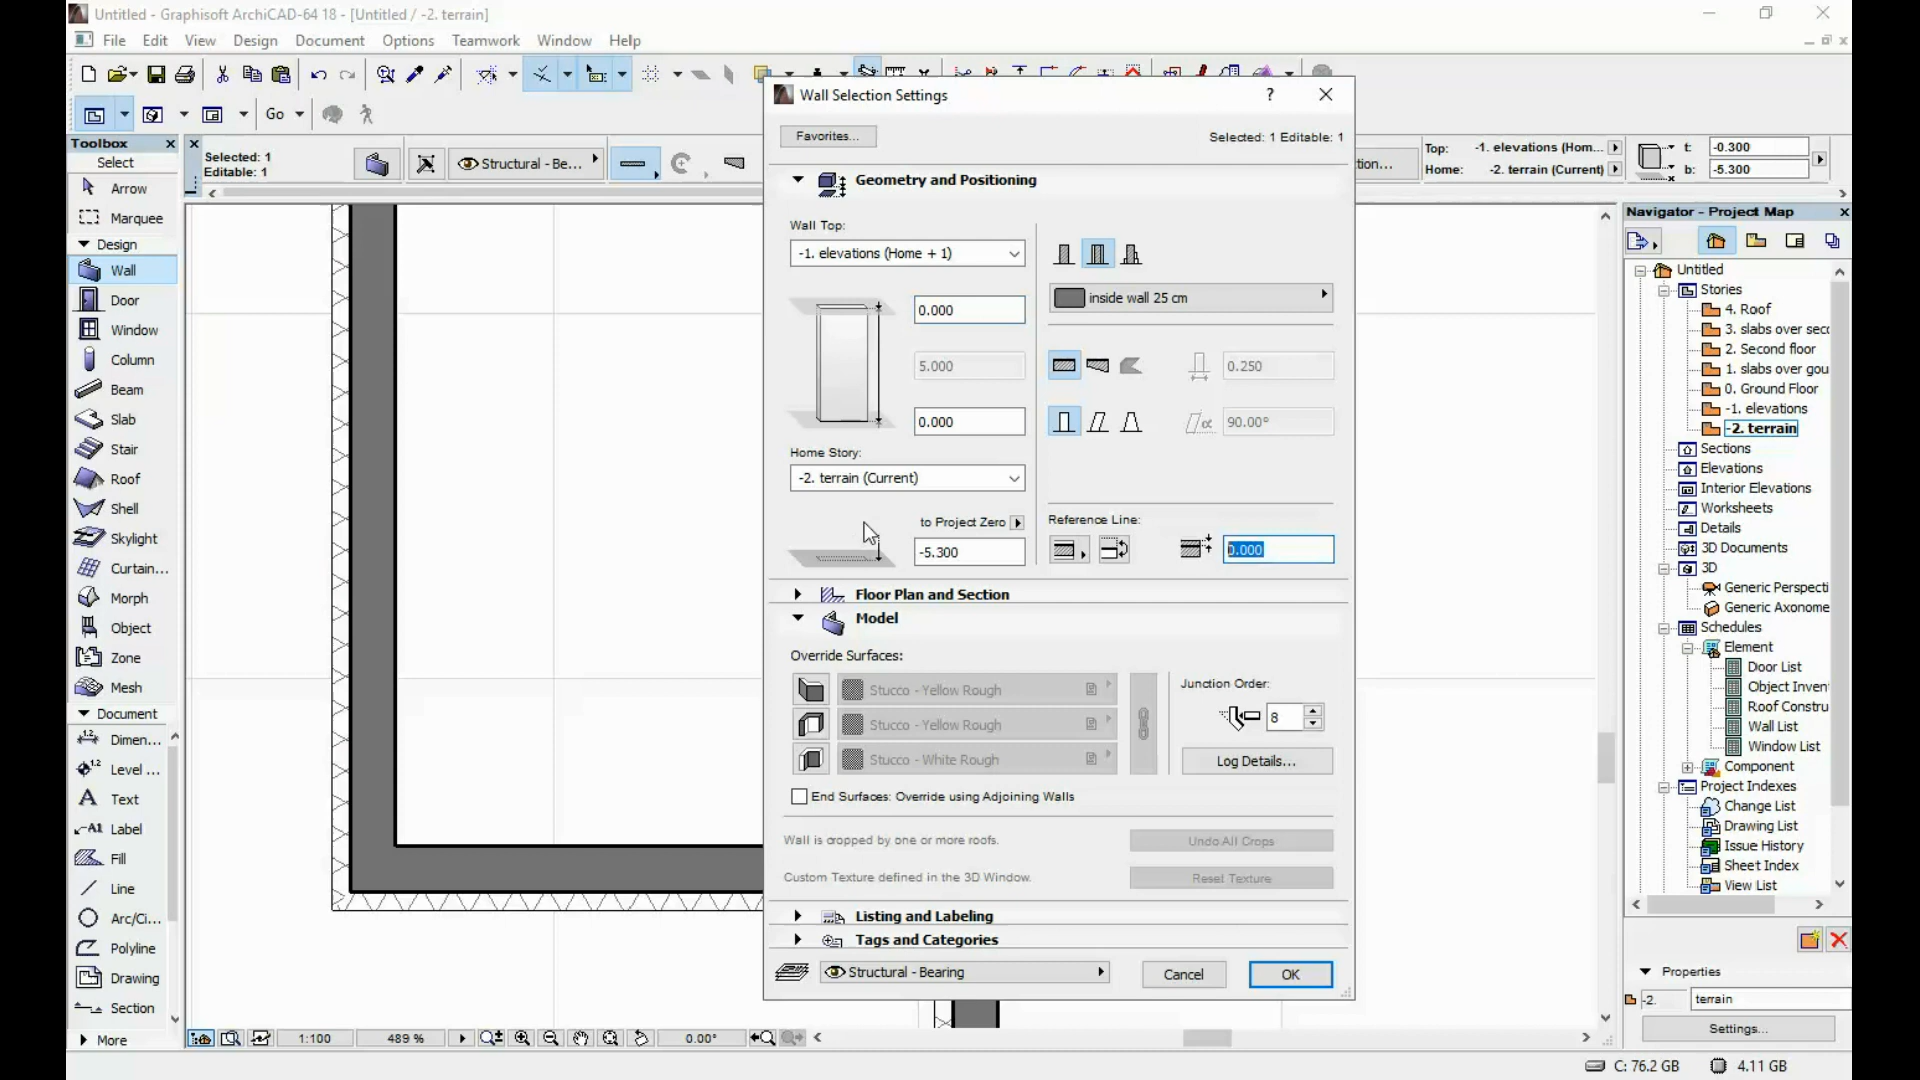 Untitled - Graphisoft ArchiCAD-64 18 - [Untitled / -2. terrain]
File Edit View Design Document Options Teamwork Window Help
Go
Toolbox
Select
Arrow
Marquee
Design
Wall
Door
Window
Column
Beam
Slab
Stair
Roof
Shell
Skylight
Curtain...
Morph
Object
Zone
Mesh
Document
Dimen...
Level ...
Text
Label
Fill
Line
Arc/Ci...
Polyline
Drawing
Section
More
Selected: 1
Editable: 1
Structural - Be...
Wall Selection Settings
?
Favorites...
Selected: 1 Editable: 1
Geometry and Positioning
Wall Top:
-1. elevations (Home + 1)
0.000
5.000
0.000
Home Story:
-2. terrain (Current)
to Project Zero
-5.300
inside wall 25 cm
0.250
α 90.00°
Reference Line:
0.000
Floor Plan and Section
Model
Override Surfaces:
Stucco - Yellow Rough
Stucco - Yellow Rough
Stucco - White Rough
Junction Order:
8
Log Details...
End Surfaces: Override using Adjoining Walls
Wall is cropped by one or more roofs.
Undo All Crops
Custom Texture defined in the 3D Window.
Reset Texture
Listing and Labeling
Tags and Categories
Structural - Bearing
Cancel
OK
tion...
Top: -1. elevations (Hom...
Home: -2. terrain (Current)
t: -0.300
b: -5.300
Navigator - Project Map
Untitled
Stories
4. Roof
3. slabs over secc
2. Second floor
1. slabs over gou
0. Ground Floor
-1. elevations
-2. terrain
Sections
Elevations
Interior Elevations
Worksheets
Details
3D Documents
3D
Generic Perspecti
Generic Axonome
Schedules
Element
Door List
Object Inven
Roof Constru
Wall List
Window List
Component
Project Indexes
Change List
Drawing List
Issue History
Sheet Index
View List
Properties
-2. terrain
Settings...
1:100
489 %
0.00°
C: 76.2 GB
4.11 GB